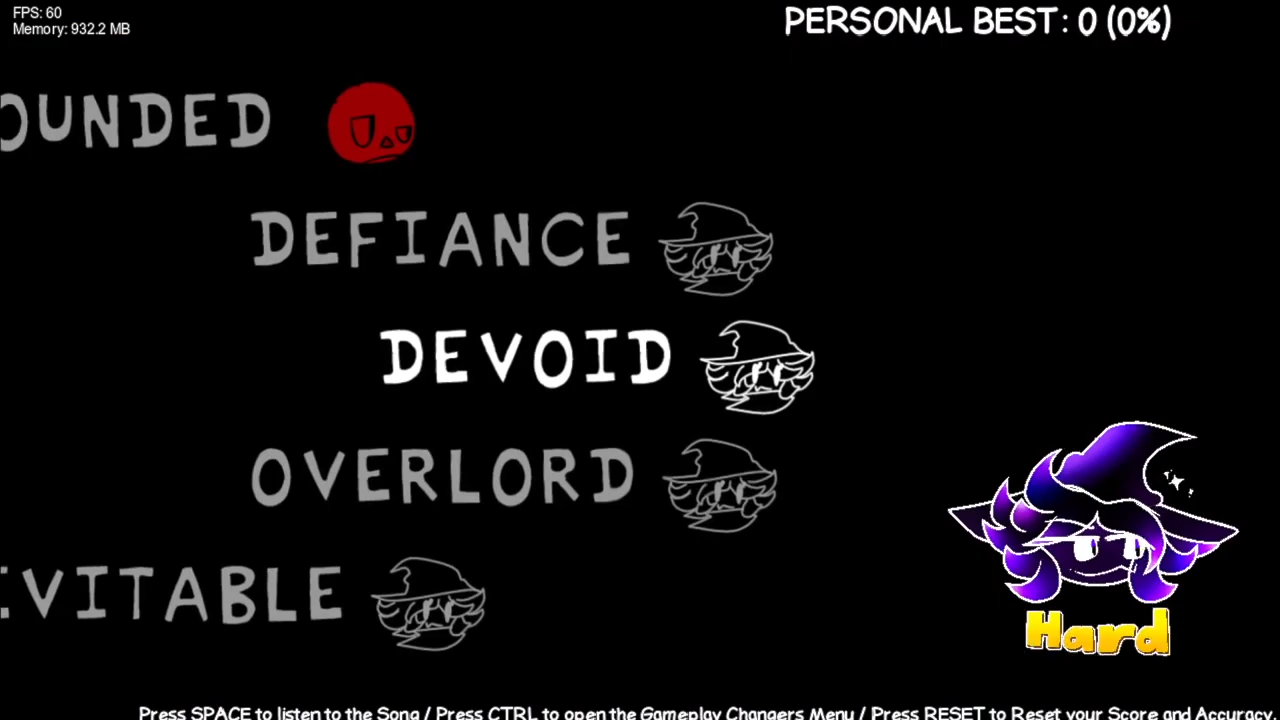 FPS: 60
Memory: 932.2 MB
PERSONAL BEST: 0 (0%)
OUNDED
DEFIANCE
DEVOID
OVERLORD
EVITABLE
Hard
Press SPACE to listen to the Song / Press CTRL to open the Gameplay Changers Menu / Press RESET to Reset your Score and Accuracy.